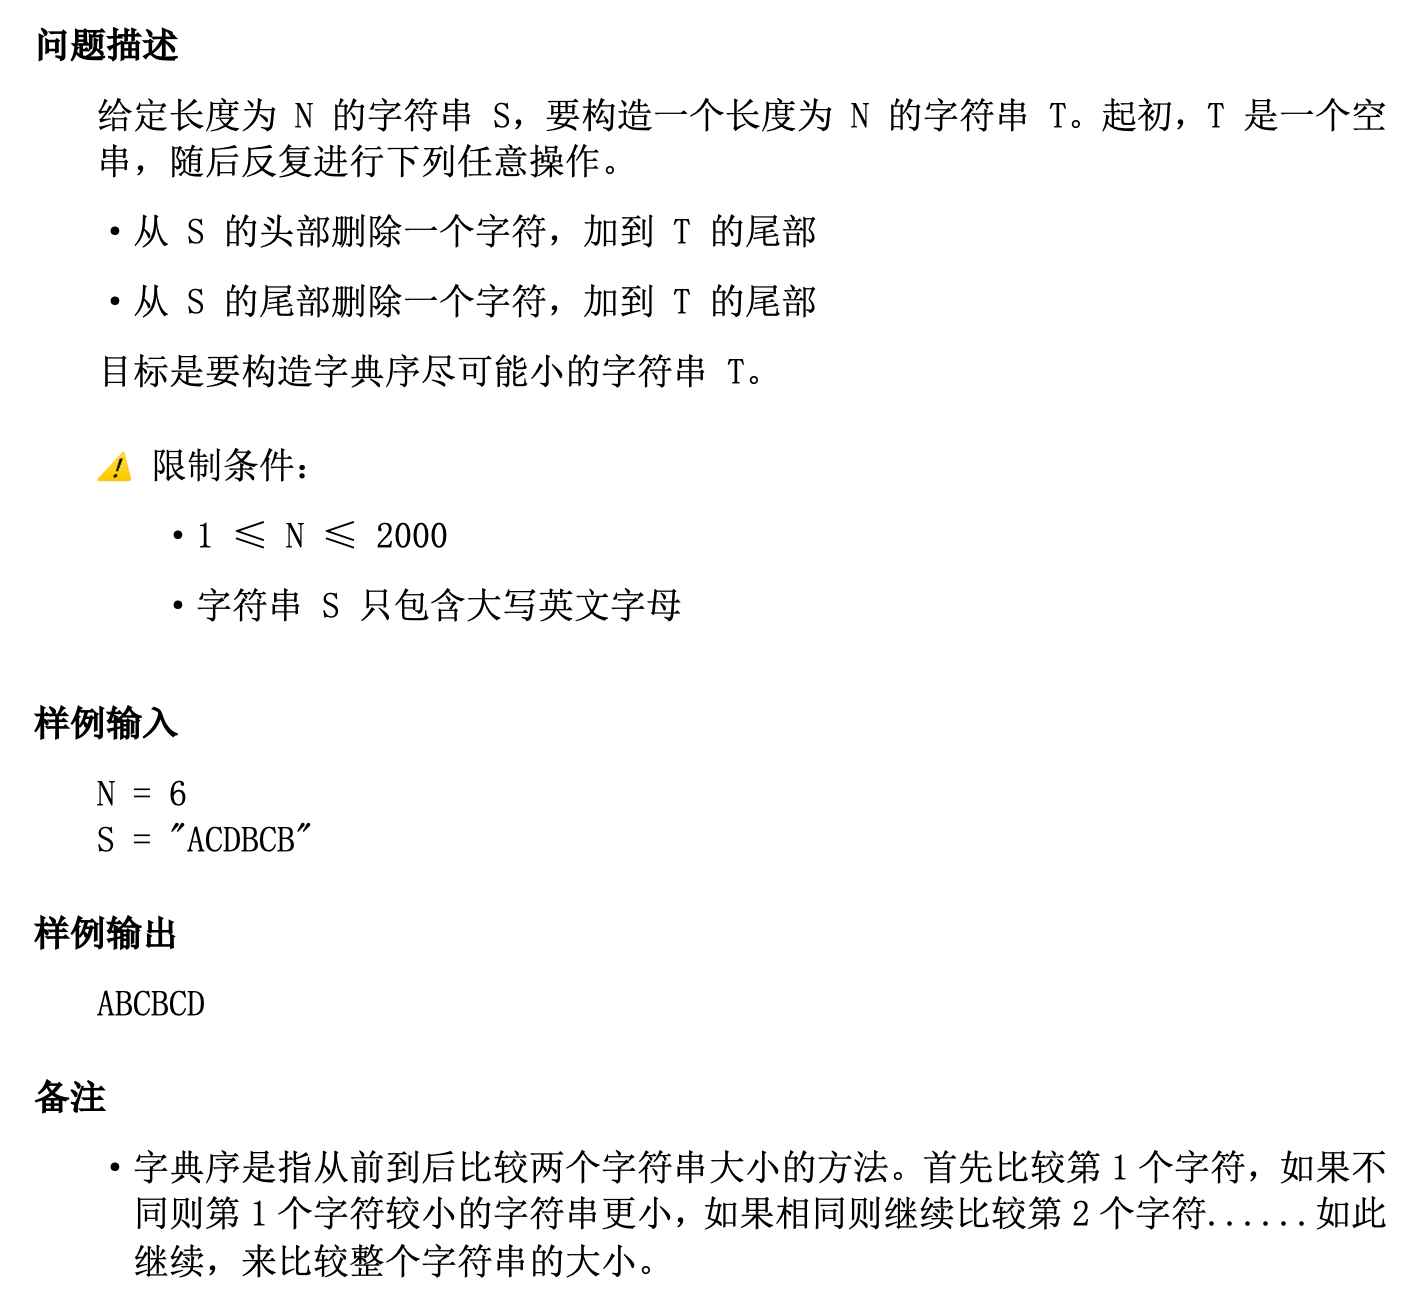 问题描述
给定长度为 N 的字符串 S，要构造一个长度为 N 的字符串 T。起初，T 是一个空
串，随后反复进行下列任意操作。
•从 S 的头部删除一个字符，加到 T 的尾部
•从 S 的尾部删除一个字符，加到 T 的尾部
目标是要构造字典序尽可能小的字符串 T。
⚠ 限制条件：
•1 ≤ N ≤ 2000
•字符串 S 只包含大写英文字母
样例输入
N = 6
S = "ACDBCB"
样例输出
ABCBCD
备注
•字典序是指从前到后比较两个字符串大小的方法。首先比较第 1 个字符，如果不
同则第 1 个字符较小的字符串更小，如果相同则继续比较第 2 个字符......如此
继续，来比较整个字符串的大小。